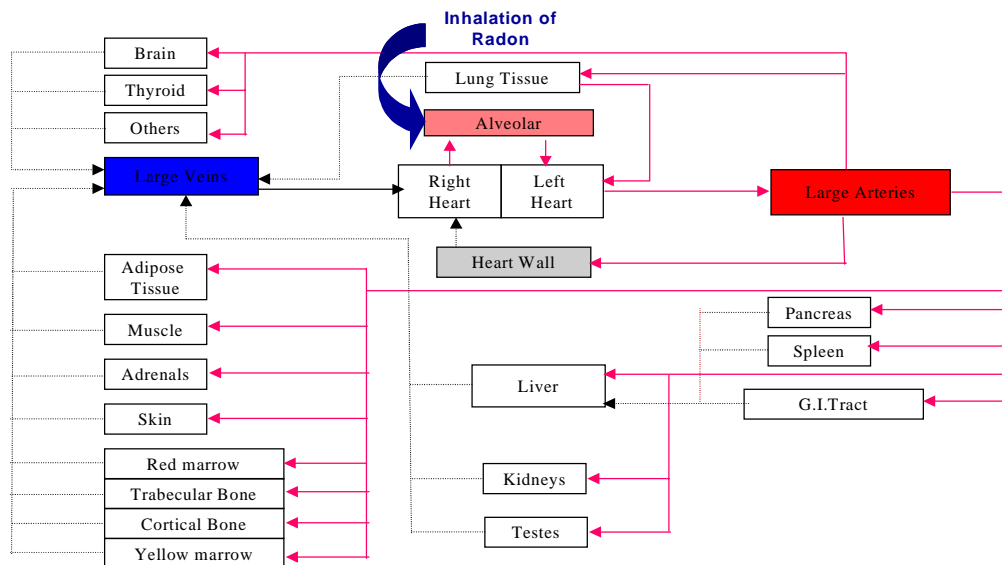 Inhalation of
Radon
Brain
Thyroid
Others
Lung Tissue
Alveolar
Large Veins
Right
Heart
Left
Heart
Large Arteries
Heart Wall
Adipose
Tissue
Muscle
Adrenals
Skin
Red marrow
Trabecular Bone
Cortical Bone
Yellow marrow
Pancreas
Spleen
Liver
G.I.Tract
Kidneys
Testes